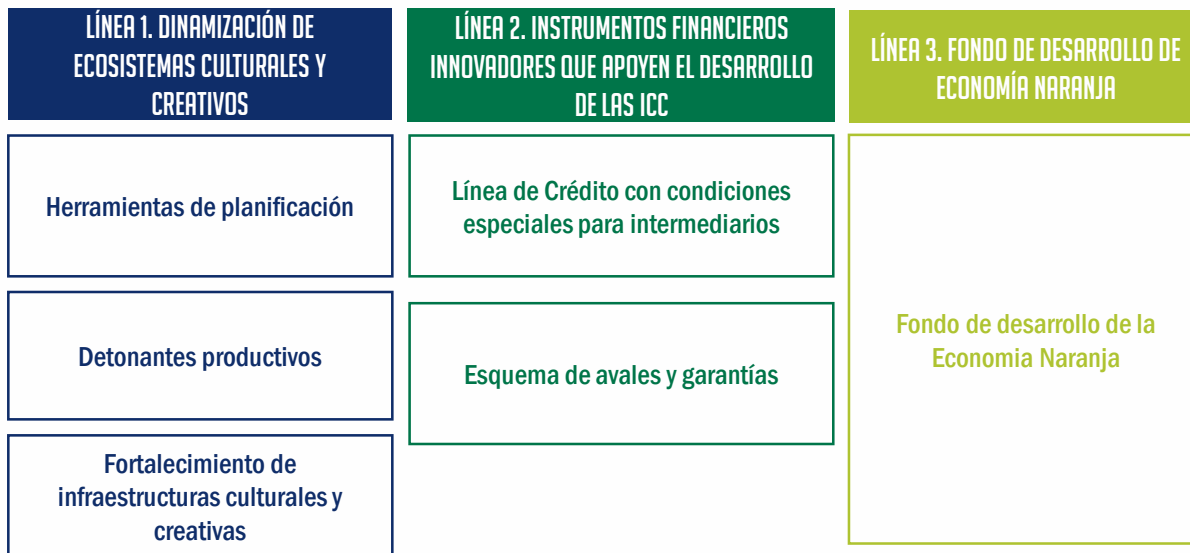 LÍNEA 1. DINAMIZACIÓN DE
ECOSISTEMAS CULTURALES Y
CREATIVOS
Herramientas de planificación
Detonantes productivos
Fortalecimiento de
infraestructuras culturales y
creativas
LÍNEA 2. INSTRUMENTOS FINANCIEROS
INNOVADORES QUE APOYEN EL DESARROLLO
DE LAS ICC
Línea de Crédito con condiciones
especiales para intermediarios
Esquema de avales y garantías
LÍNEA 3. FONDO DE DESARROLLO DE
ECONOMÍA NARANJA
Fondo de desarrollo de la
Economia Naranja